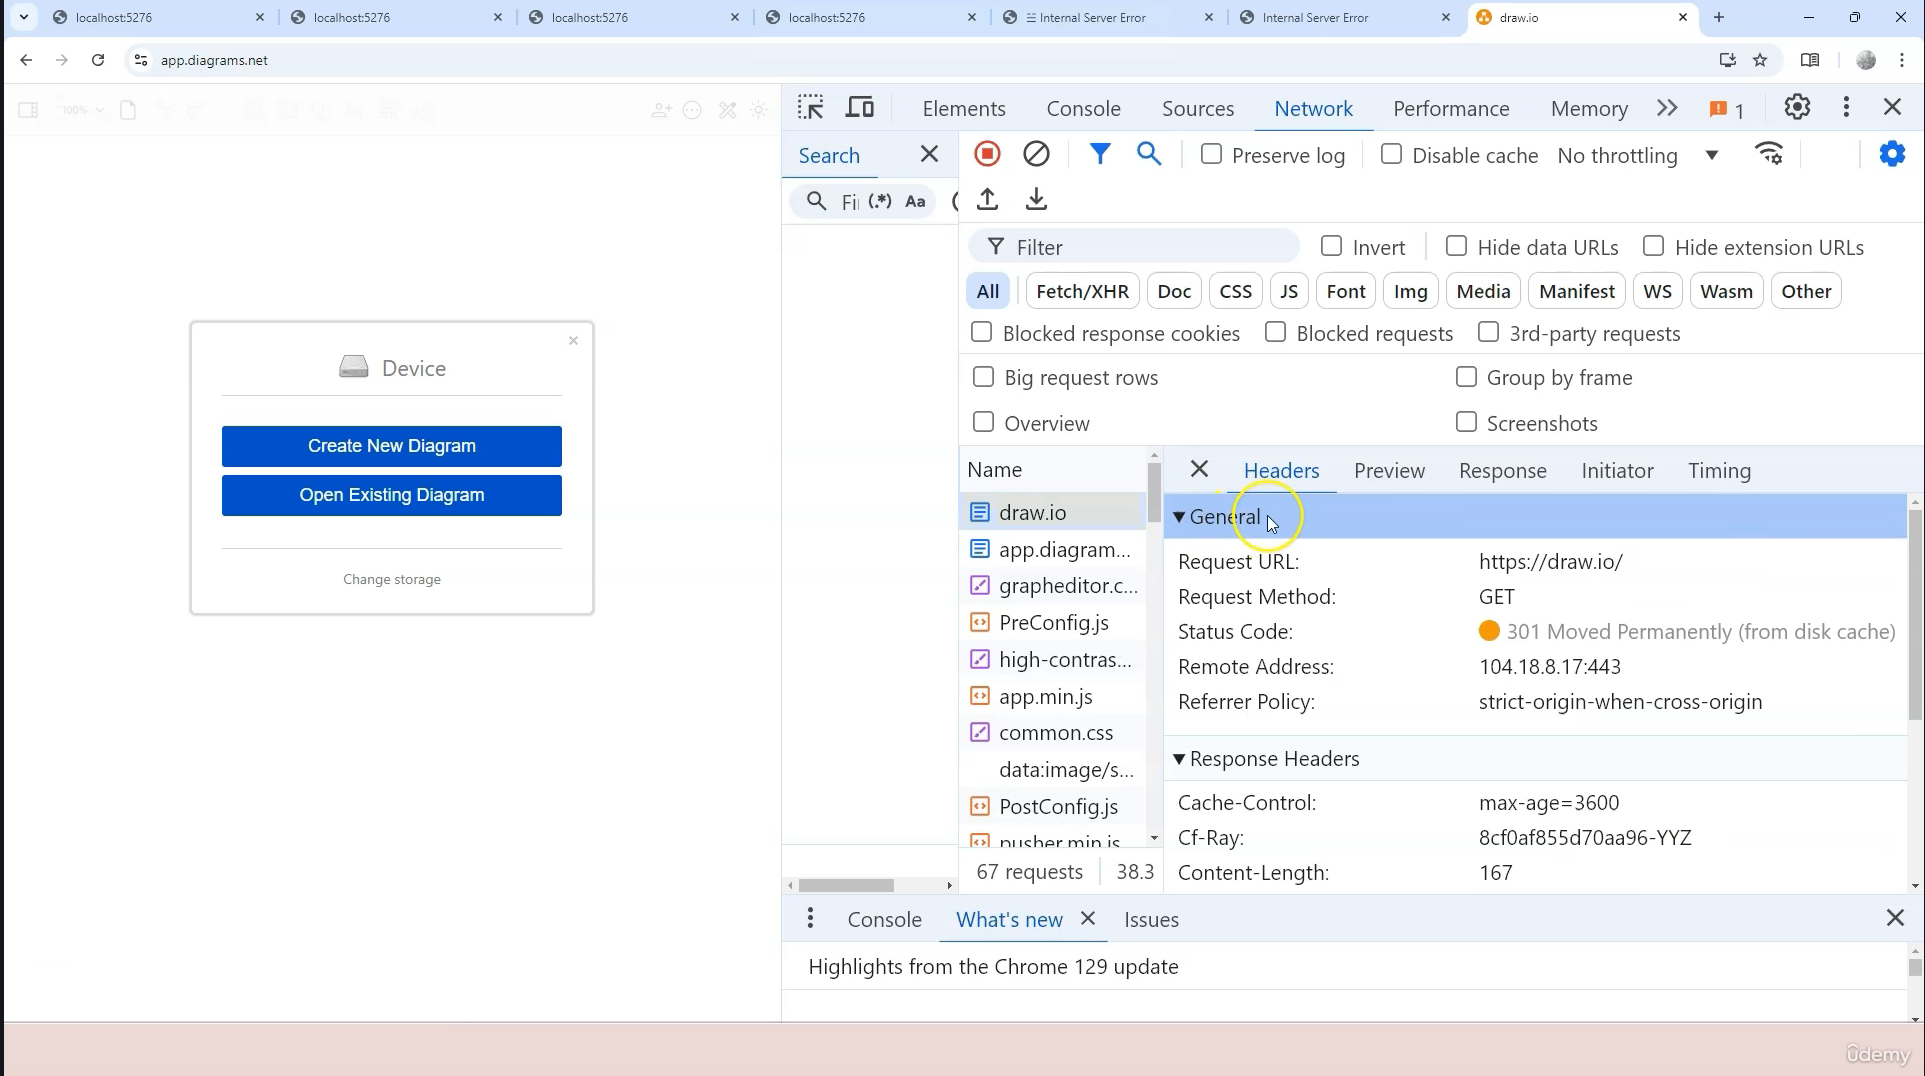 localhost:5276
localhost:5276
localhost:5276
localhost:5276
Internal Server Error
Internal Server Error
draw.io
app.diagrams.net
100%
Elements
Console
Sources
Network
Performance
Memory
1
Search
Preserve log
Disable cache
No throttling
(.*)
Aa
Filter
Invert
Hide data URLs
Hide extension URLs
All
Fetch/XHR
Doc
CSS
JS
Font
Img
Media
Manifest
WS
Wasm
Other
Blocked response cookies
Blocked requests
3rd-party requests
Device
Big request rows
Group by frame
Overview
Screenshots
Create New Diagram
Open Existing Diagram
Change storage
Name
Headers
Preview
Response
Initiator
Timing
draw.io
app.diagram...
grapheditor.c...
PreConfig.js
high-contras...
app.min.js
common.css
data:image/s...
PostConfig.js
pusher.min.js
General
Request URL: https://draw.io/
Request Method: GET
Status Code: 301 Moved Permanently (from disk cache)
Remote Address: 104.18.8.17:443
Referrer Policy: strict-origin-when-cross-origin
Response Headers
Cache-Control: max-age=3600
Cf-Ray: 8cf0af855d70aa96-YYZ
Content-Length: 167
67 requests
38.3
Console
What's new
Issues
Highlights from the Chrome 129 update
ûdemy